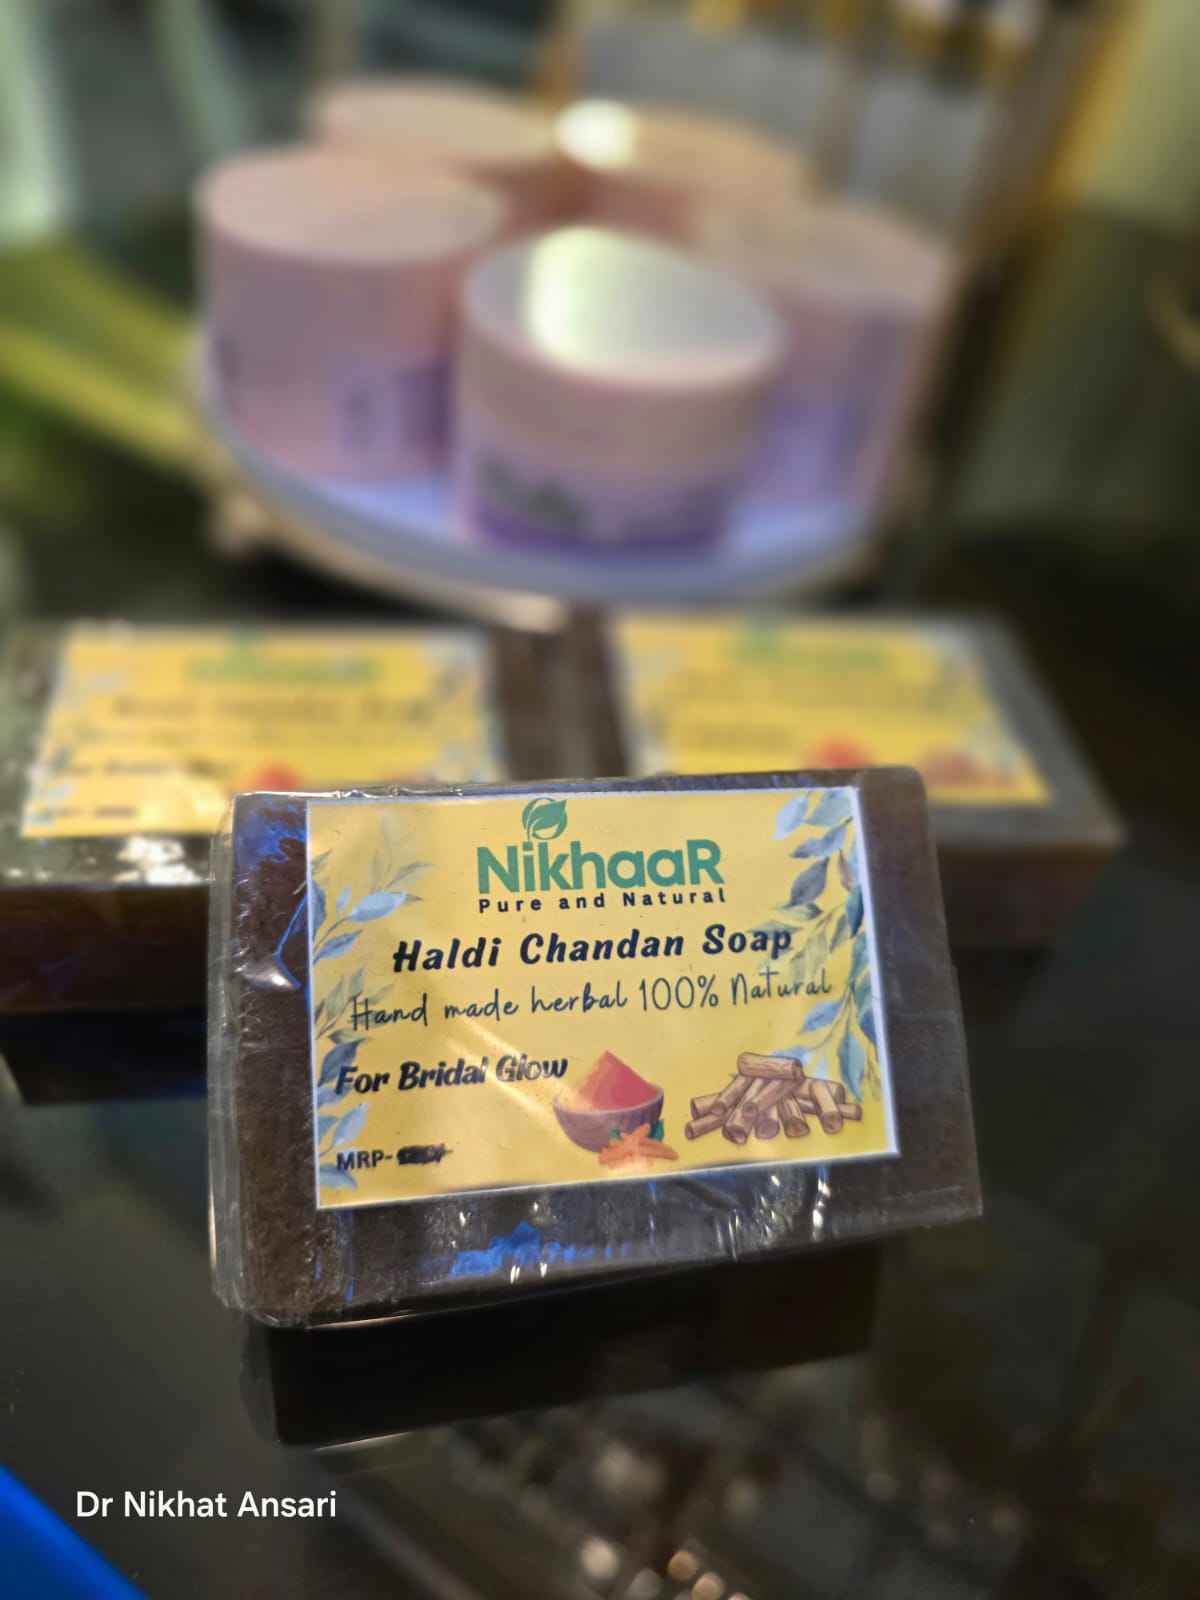 NikhaaR
Pure and Natural
Haldi Chandan Soap
Hand made herbal 100% Natural
For Bridal Glow
MRP-
Dr Nikhat Ansari